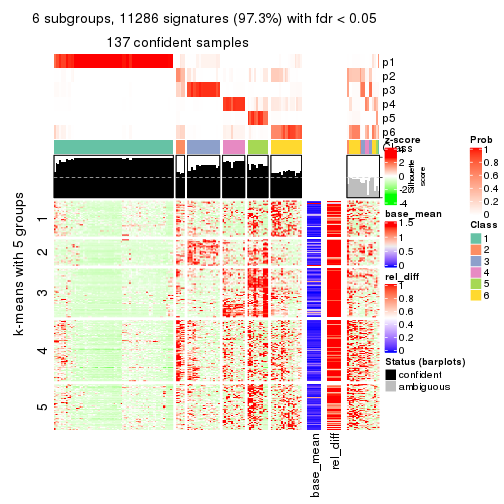 6 subgroups, 11286 signatures (97.3%) with fdr < 0.05
137 confident samples
p1
p2
p3
p4
p5
p6
Class
Silhouette
score
k-means with 5 groups
1
2
3
4
5
base_mean
rel_diff
z-score
4
2
0
-2
-4
base_mean
1.5
1
0.5
0
rel_diff
1
0.8
0.6
0.4
0.2
0
Status (barplots)
confident
ambiguous
Prob
1
0.8
0.6
0.4
0.2
0
Class
1
2
3
4
5
6